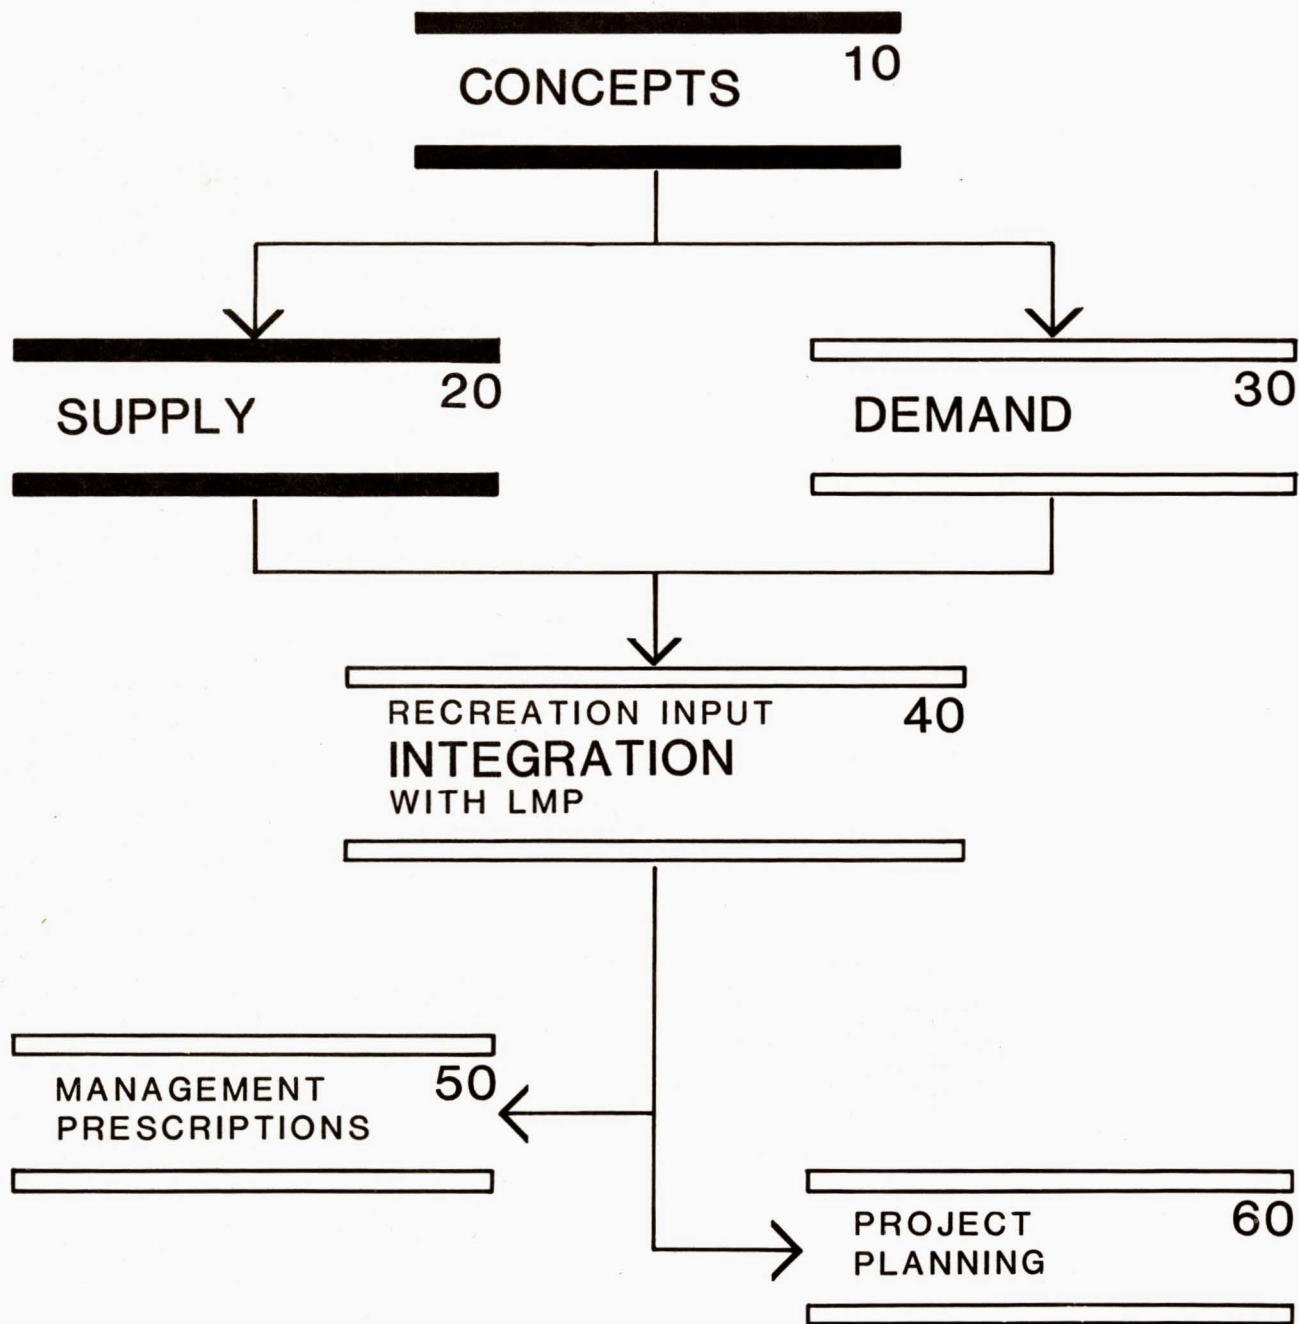 10
CONCEPTS
20
SUPPLY
30
DEMAND
RECREATION INPUT 40
INTEGRATION
WITH LMP
50
MANAGEMENT
PRESCRIPTIONS
60
PROJECT
PLANNING